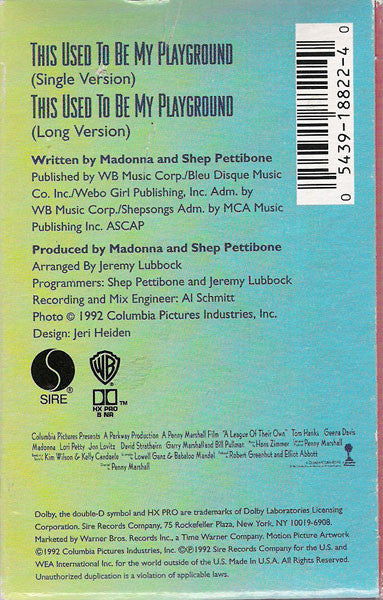 THIS USED TO BE MY PLAYGROUND
(Single Version)
THIS USED TO BE MY PLAYGROUND
(Long Version)
Written by Madonna and Shep Pettibone
Published by WB Music Corp./Bleu Disque Music
Co. Inc./Webo Girl Publishing, Inc. Adm. by
WB Music Corp./Shepsongs Adm. by MCA Music
Publishing Inc. ASCAP
Produced by Madonna and Shep Pettibone
Arranged By Jeremy Lubbock
Programmers: Shep Pettibone and Jeremy Lubbock
Recording and Mix Engineer: Al Schmitt
Photo © 1992 Columbia Pictures Industries, Inc.
Design: Jeri Heiden
0 5439-18822-4 0
S
SIRE
®
WB
HX PRO
B NR
Columbia Pictures Presents A Parkway Production A Penny Marshall Film "A League Of Their Own" Tom Hanks Geena Davis
Madonna Lori Petty Jon Lovitz David Strathairn Garry Marshall and Bill Pullman Hans Zimmer Penny Marshall
Kim Wilson & Kelly Candaele Lowell Ganz & Babaloo Mandel Robert Greenhut and Elliot Abbott
Penny Marshall
Dolby, the double-D symbol and HX PRO are trademarks of Dolby Laboratories Licensing
Corporation. Sire Records Company, 75 Rockefeller Plaza, New York, NY 10019-6908.
Marketed by Warner Bros. Records Inc., a Time Warner Company. Motion Picture Artwork
©1992 Columbia Pictures Industries, Inc. ©℗1992 Sire Records Company for the U.S. and
WEA International Inc. for the world outside of the U.S. Made In U.S.A. All Rights Reserved.
Unauthorized duplication is a violation of applicable laws.